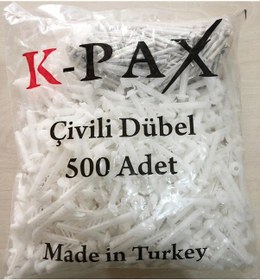 K-PAX
Çivili Dübel
500 Adet
Made in Turkey